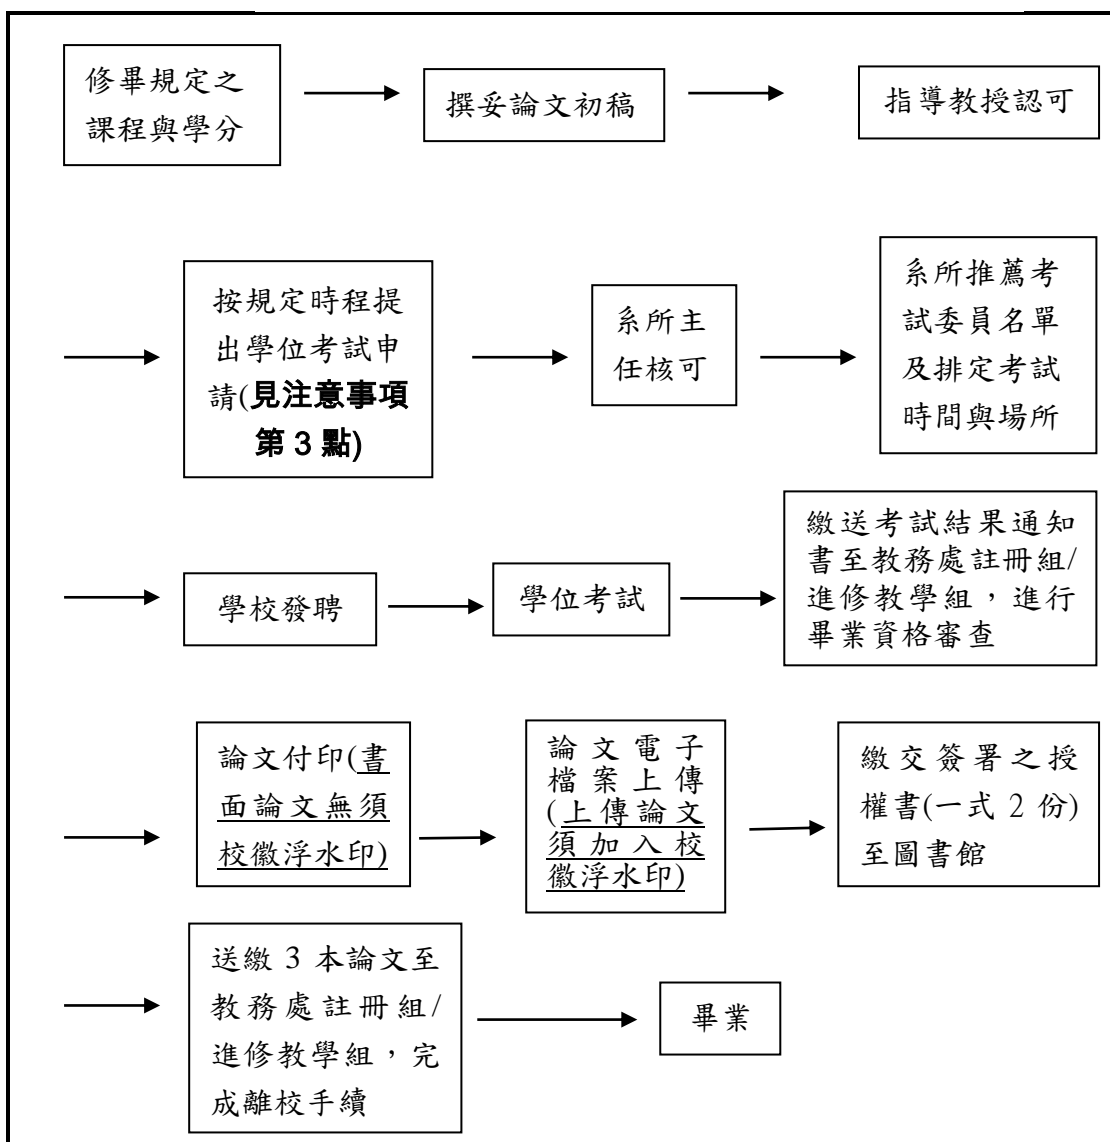 修畢規定之
課程與學分
撰妥論文初稿
指導教授認可
按規定時程提
出學位考試申
請(見注意事項
第 3 點)
系所主
任核可
系所推薦考
試委員名單
及排定考試
時間與場所
學校發聘
學位考試
繳送考試結果通知
書至教務處註冊組/
進修教學組，進行
畢業資格審查
論文付印(書
面論文無須
校徽浮水印)
論文電子
檔案上傳
(上傳論文
須加入校
徽浮水印)
繳交簽署之授
權書(一式 2 份)
至圖書館
送繳 3 本論文至
教務處註冊組/
進修教學組，完
成離校手續
畢業